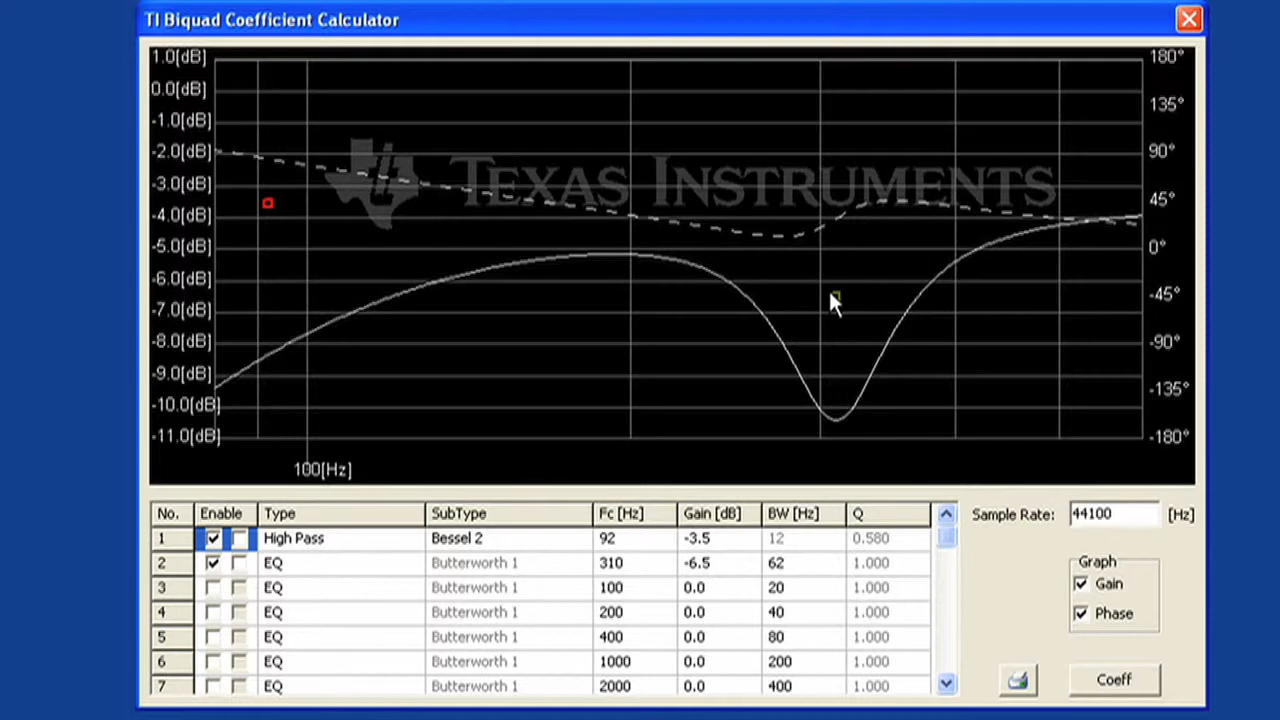 TI Biquad Coefficient Calculator
1.0[dB] 180°
0.0[dB]
-1.0[dB] 135°
-2.0[dB] 90°
-3.0[dB] TEXAS INSTRUMENTS
-4.0[dB] 45°
-5.0[dB] 0°
-6.0[dB] -45°
-7.0[dB]
-8.0[dB] -90°
-9.0[dB] -135°
-10.0[dB]
-11.0[dB] -180°
100[Hz]
No. Enable Type SubType Fc [Hz] Gain [dB] BW [Hz] Q Sample Rate: 44100 [Hz]
1 High Pass Bessel 2 92 -3.5 12 0.580
2 EQ Butterworth 1 310 -6.5 62 1.000 Graph
3 EQ Butterworth 1 100 0.0 20 1.000 Gain
4 EQ Butterworth 1 200 0.0 40 1.000 Phase
5 EQ Butterworth 1 400 0.0 80 1.000
6 EQ Butterworth 1 1000 0.0 200 1.000
7 EQ Butterworth 1 2000 0.0 400 1.000 Coeff